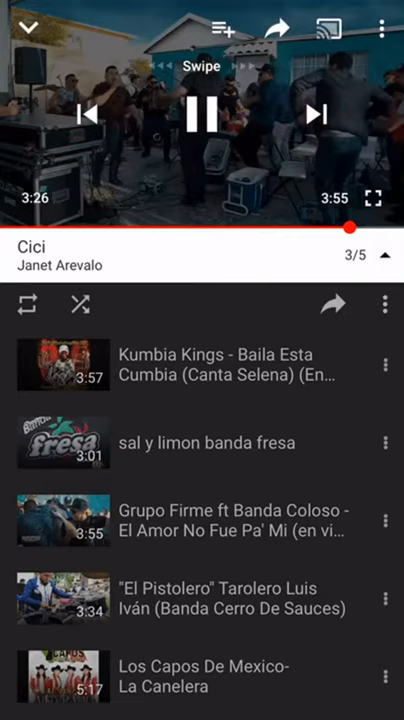 Swipe
3:26
3:55
Cici
Janet Arevalo
3/5
Kumbia Kings - Baila Esta
Cumbia (Canta Selena) (En...
3:57
sal y limon banda fresa
Banda
fresa
3:01
Grupo Firme ft Banda Coloso -
El Amor No Fue Pa' Mi (en vi...
3:55
"El Pistolero" Tarolero Luis
Iván (Banda Cerro De Sauces)
3:34
Los Capos De Mexico-
La Canelera
CAPOS
5:17